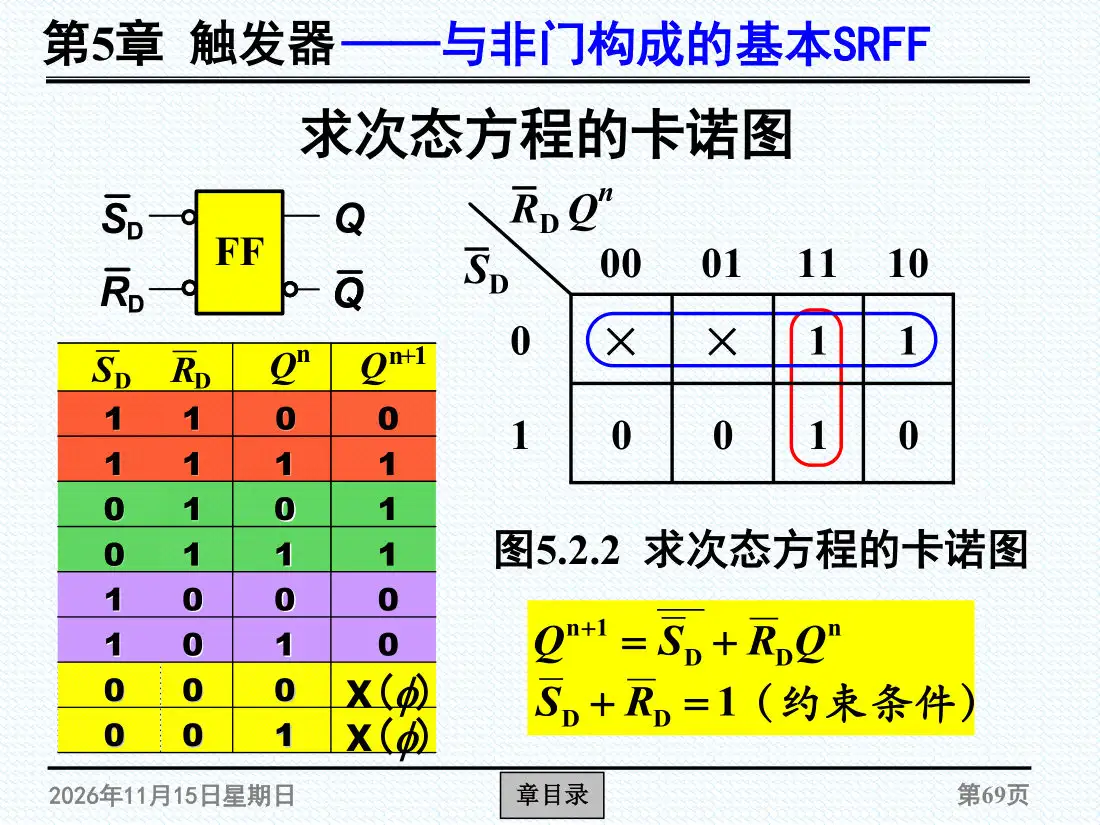 第5章 触发器——与非门构成的基本SRFF
求次态方程的卡诺图
S̅D FF Q
R̅D Q̅
R̅D Qⁿ
S̅D 00 01 11 10
0 × × 1 1
1 0 0 1 0
S̅D R̅D Qⁿ Qⁿ⁺¹
1 1 0 0
1 1 1 1
0 1 0 1
0 1 1 1
1 0 0 0
1 0 1 0
0 0 0 X(ϕ)
0 0 1 X(ϕ)
图5.2.2 求次态方程的卡诺图
Qⁿ⁺¹ = S̿D + R̅DQⁿ
S̅D + R̅D = 1（约束条件）
2026年11月15日星期日
章目录
第69页